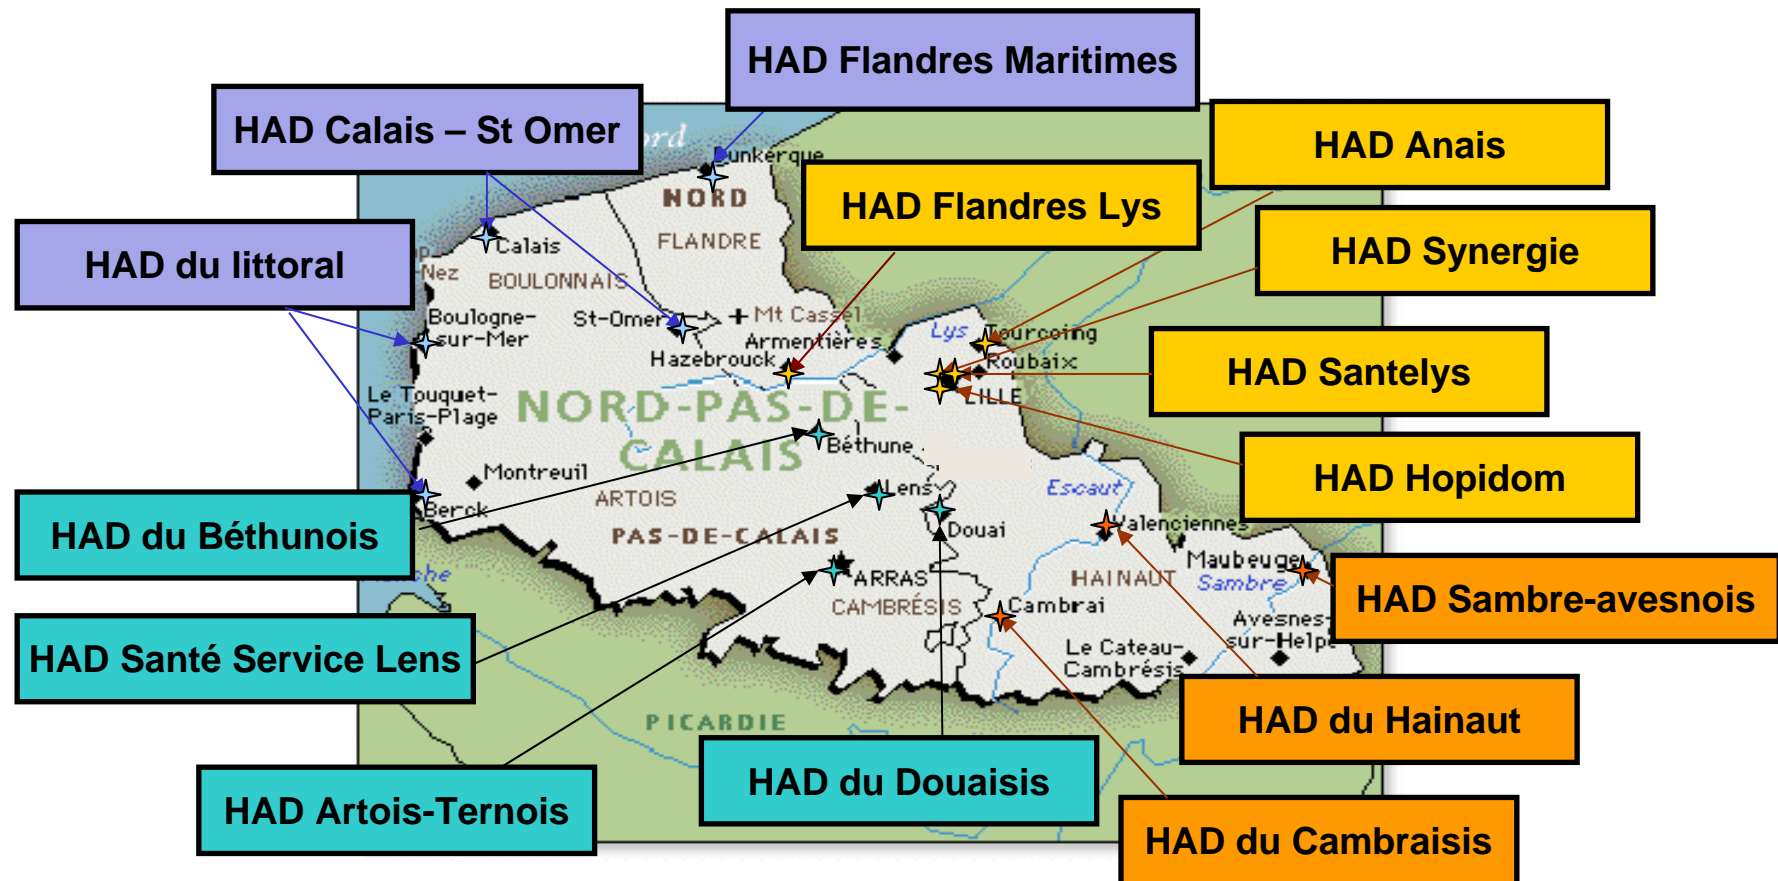 HAD Flandres Maritimes
HAD Calais – St Omer
HAD Anais
HAD Flandres Lys
HAD Synergie
HAD du littoral
HAD Santelys
HAD Hopidom
HAD du Béthunois
HAD Sambre-avesnois
HAD Santé Service Lens
HAD du Hainaut
HAD Artois-Ternois
HAD du Douaisis
HAD du Cambraisis
ord
unkerque
NORD
FLANDRE
Calais
Nez
BOULONNAIS
Boulogne-
sur-Mer
St-Omer
Mt Cassel
Armentières
Hazebrouck
Lys
Tourcoing
Roubaix
LILLE
Le Touquet-
Paris-Plage
NORD-PAS-DE-
CALAIS
Béthune
Montreuil
Berck
ARTOIS
Lens
Escaut
PAS-DE-CALAIS
Douai
Valenciennes
Maubeuge
Sambre
HAINAUT
ARRAS
CAMBRÉSIS
Cambrai
Avesnes-
sur-Helpe
Le Cateau-
Cambrésis
PICARDIE